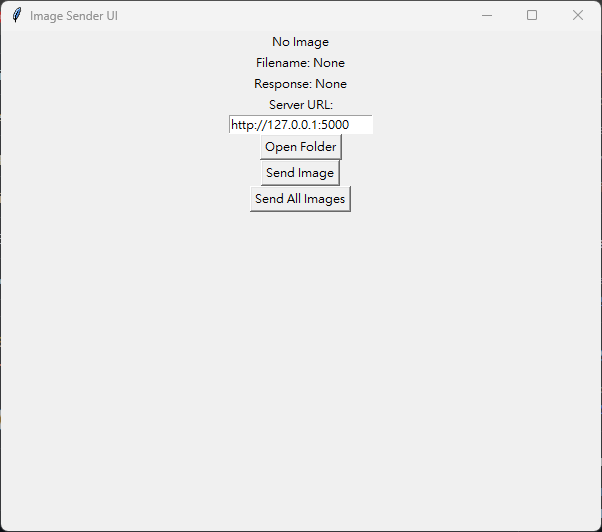 Image Sender UI
No Image
Filename: None
Response: None
Server URL:
http://127.0.0.1:5000
Open Folder
Send Image
Send All Images